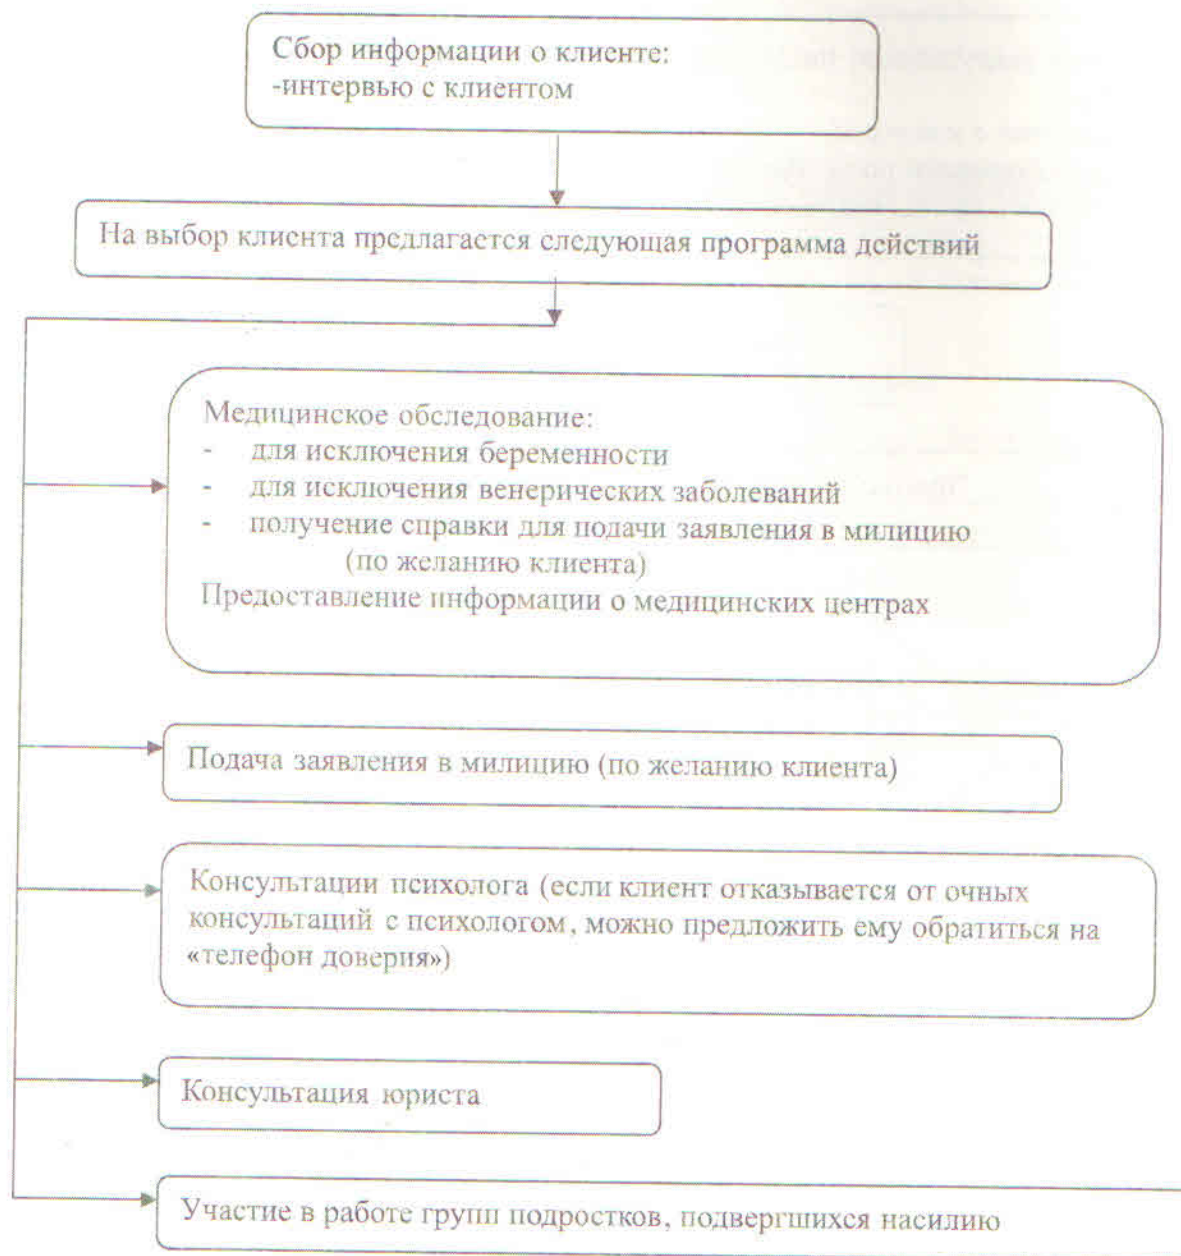 Сбор информации о клиенте:
-интервью с клиентом
На выбор клиента предлагается следующая программа действий
Медицинское обследование:
- для исключения беременности
- для исключения венерических заболеваний
- получение справки для подачи заявления в милицию
(по желанию клиента)
Предоставление информации о медицинских центрах
Подача заявления в милицию (по желанию клиента)
Консультации психолога (если клиент отказывается от очных
консультаций с психологом, можно предложить ему обратиться на
«телефон доверия»)
Консультация юриста
Участие в работе групп подростков, подвергшихся насилию